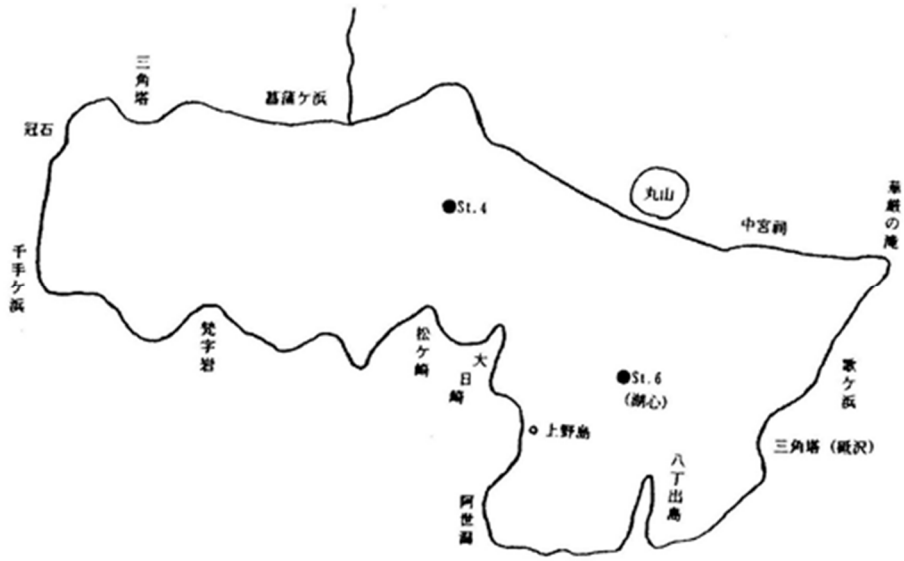 三角塔
菖蒲ケ浜
冠石
丸山
華厳の滝
St.4
中宮祠
千手ケ浜
梵字岩
松ケ崎
大日崎
St.6
(湖心)
歌ケ浜
上野島
三角塔(砥沢)
八丁出島
阿世潟